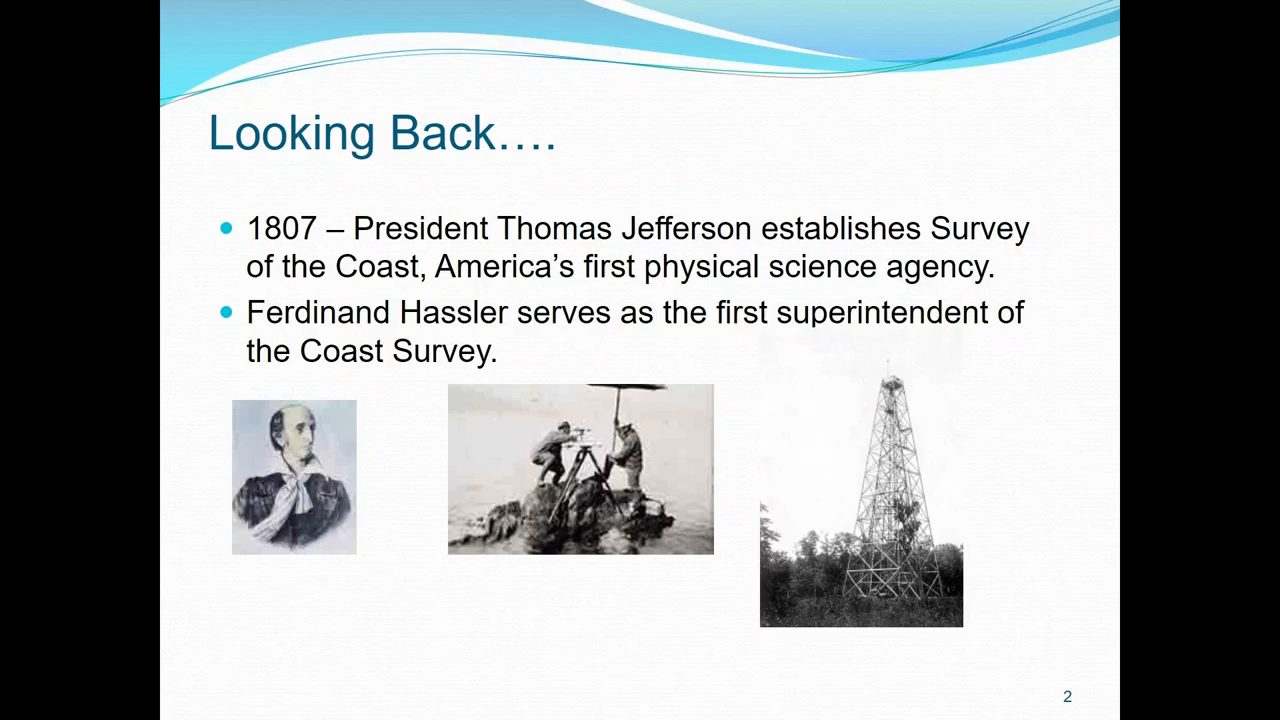 Looking Back….
• 1807 – President Thomas Jefferson establishes Survey
of the Coast, America’s first physical science agency.
• Ferdinand Hassler serves as the first superintendent of
the Coast Survey.
2